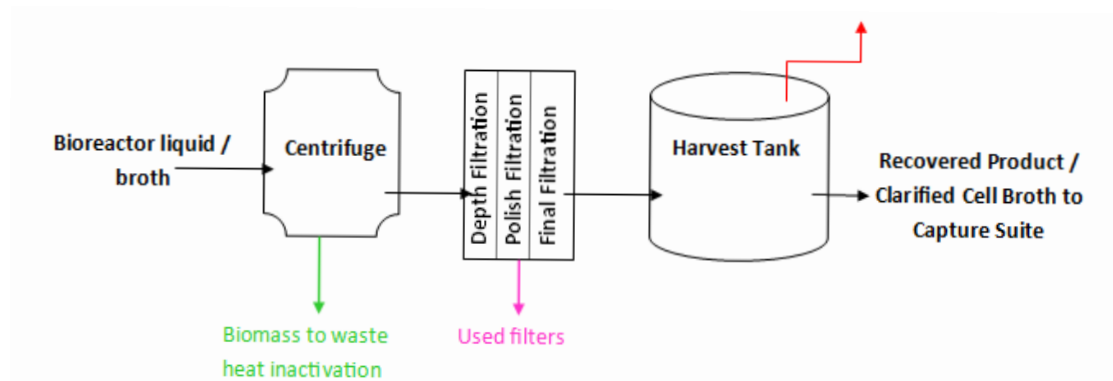 Bioreactor liquid /
broth
Centrifuge
Depth Filtration
Polish Filtration
Final Filtration
Harvest Tank
Recovered Product /
Clarified Cell Broth to
Capture Suite
Biomass to waste
heat inactivation
Used filters